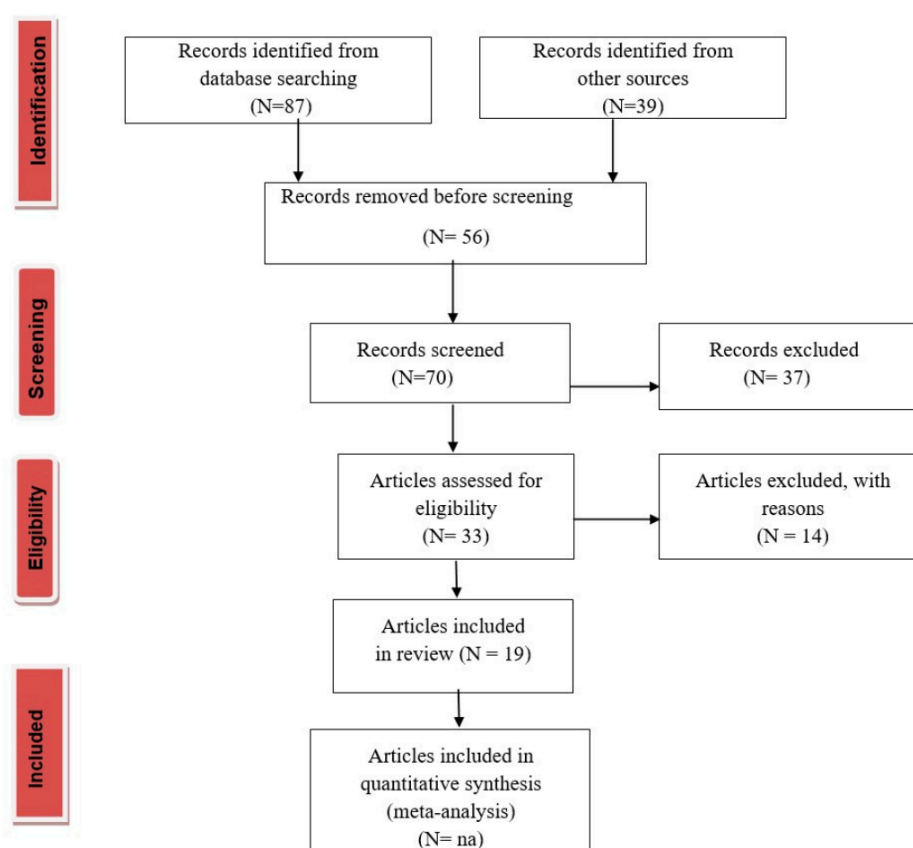 Identification
Records identified from
database searching
(N=87)
Records identified from
other sources
(N=39)
Records removed before screening
(N= 56)
Screening
Records screened
(N=70)
Records excluded
(N= 37)
Eligibility
Articles assessed for
eligibility
(N= 33)
Articles excluded, with
reasons
(N = 14)
Articles included
in review (N = 19)
Included
Articles included in
quantitative synthesis
(meta-analysis)
(N= na)